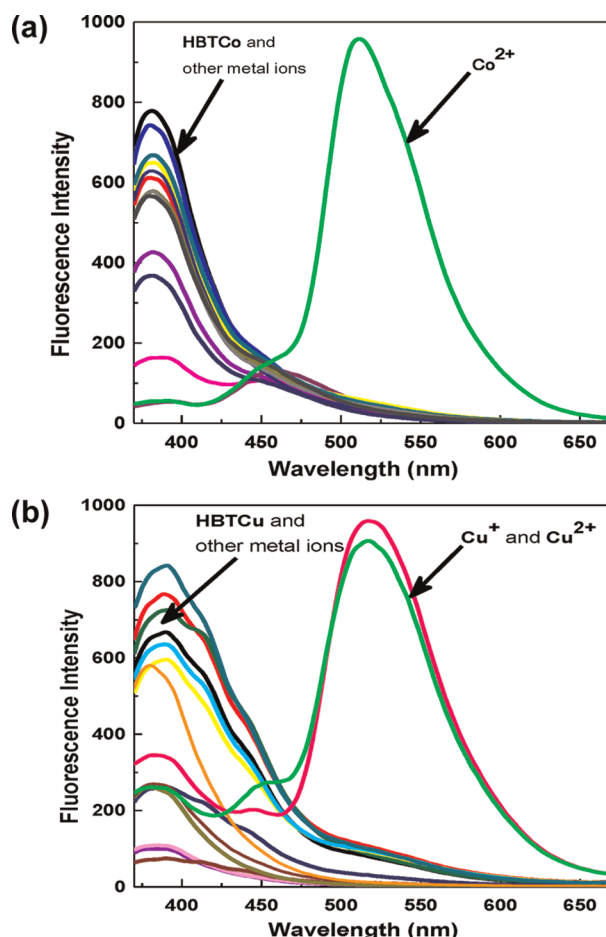 (a)
HBTCo and
other metal ions
Co2+
1000
800
600
400
200
0
Fluorescence Intensity
400 450 500 550 600 650
Wavelength (nm)
(b)
HBTCu and
other metal ions
Cu+ and Cu2+
1000
800
600
400
200
0
Fluorescence Intensity
400 450 500 550 600 650
Wavelength (nm)